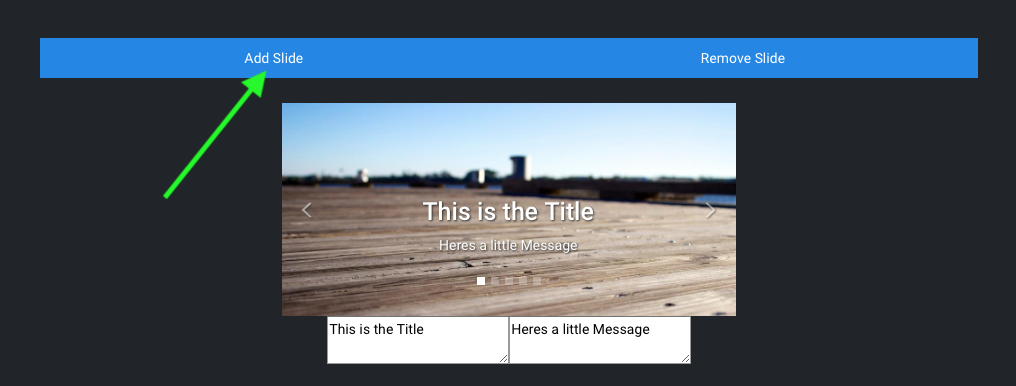 Add Slide
Remove Slide
This is the Title
Heres a little Message
This is the Title
Heres a little Message